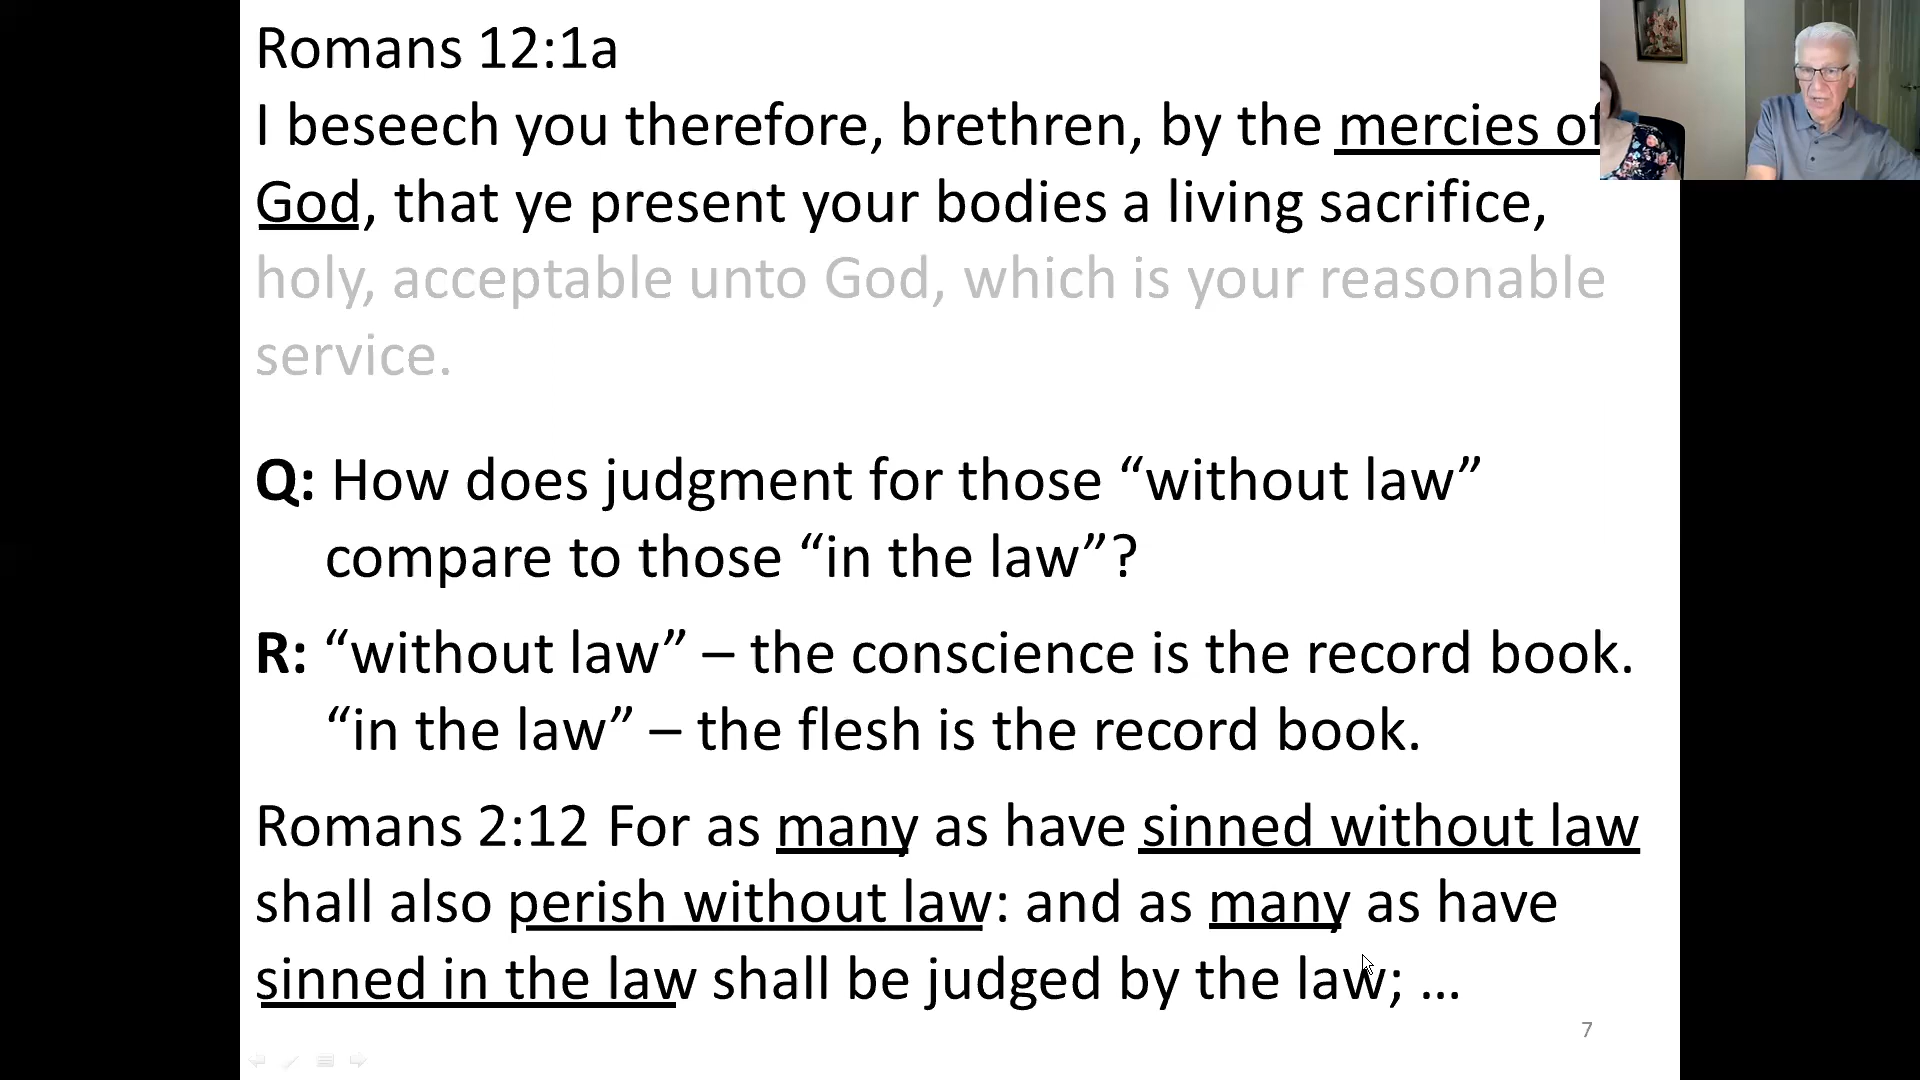 Romans 12:1a
I beseech you therefore, brethren, by the mercies of
God, that ye present your bodies a living sacrifice,
holy, acceptable unto God, which is your reasonable
service.
Q: How does judgment for those “without law”
compare to those “in the law”?
R: “without law” – the conscience is the record book.
“in the law” – the flesh is the record book.
Romans 2:12 For as many as have sinned without law
shall also perish without law: and as many as have
sinned in the law shall be judged by the law; ...
7